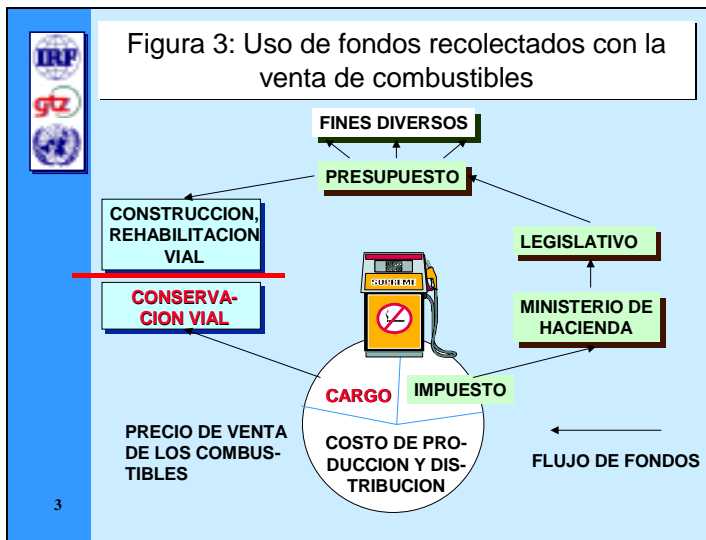 IRF
gtz
Figura 3: Uso de fondos recolectados con la
venta de combustibles
FINES DIVERSOS
PRESUPUESTO
CONSTRUCCION,
REHABILITACION
VIAL
LEGISLATIVO
SUPREME
CONSERVA-
CION VIAL
MINISTERIO DE
HACIENDA
CARGO
IMPUESTO
PRECIO DE VENTA
DE LOS COMBUS-
TIBLES
COSTO DE PRO-
DUCCION Y DIS-
TRIBUCION
FLUJO DE FONDOS
3